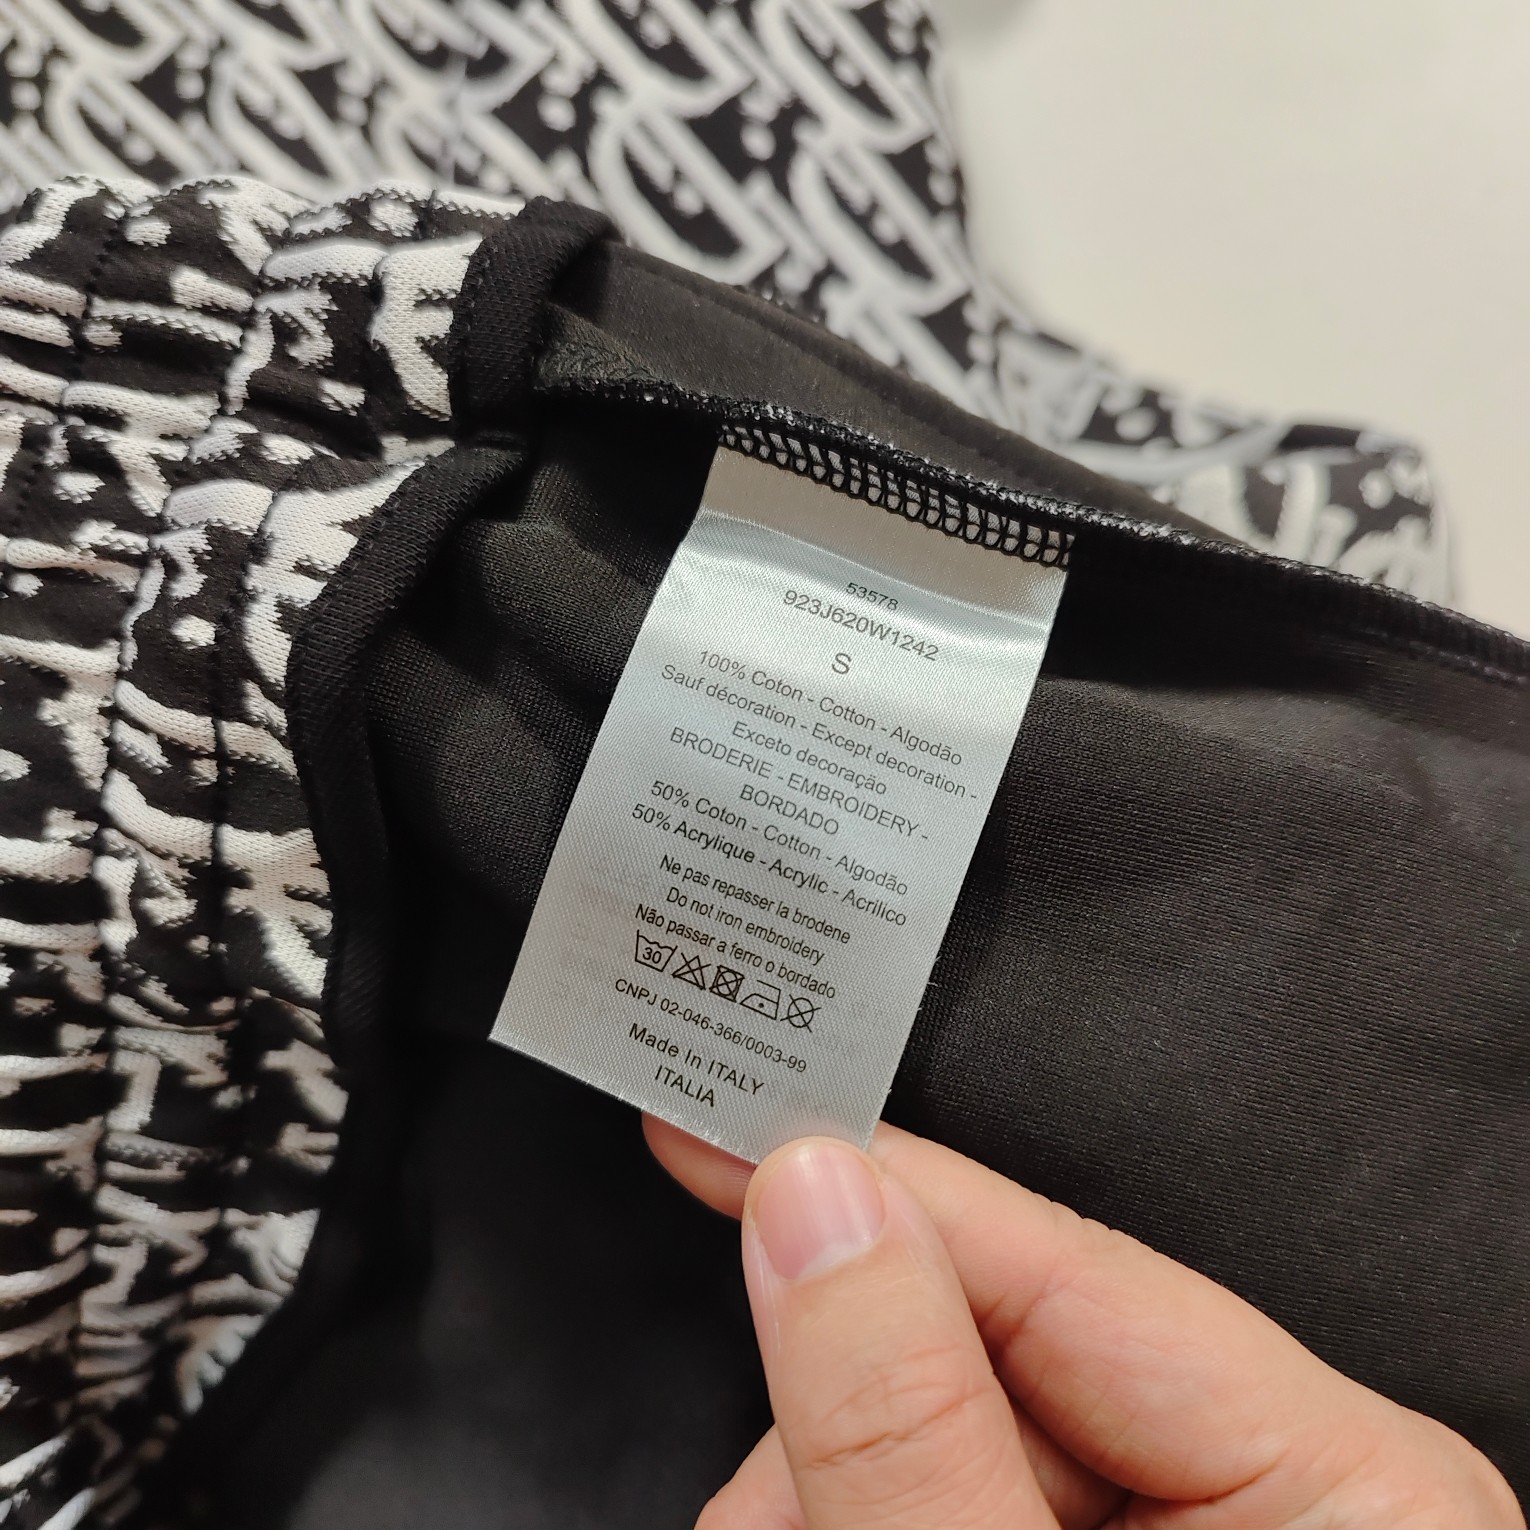 53578
923J620W1242
S
100% Coton - Cotton - Algodão
Sauf décoration - Except decoration -
Exceto decoração
BRODERIE - EMBROIDERY -
BORDADO
50% Coton - Cotton - Algodão
50% Acrylique - Acrylic - Acrilico
Ne pas repasser la brodene
Do not iron embroidery
Não passar a ferro o bordado
30
CNPJ 02-046-366/0003-99
Made In ITALY
ITALIA